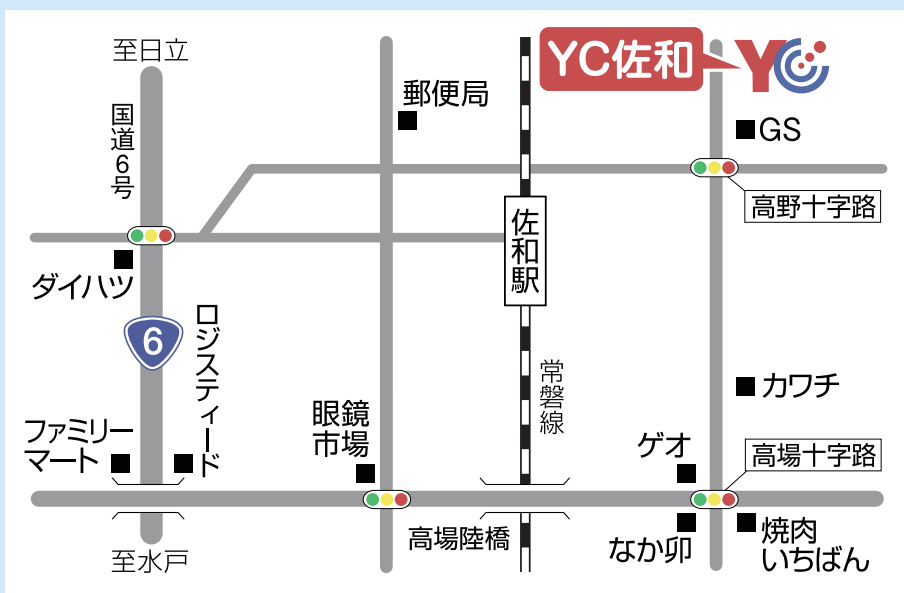 至日立
国道6号
郵便局
YC佐和
YC
GS
高野十字路
佐和駅
ダイハツ
6
ロジスティード
常磐線
カワチ
眼鏡
市場
ファミリー
マート
ゲオ
高場十字路
高場陸橋
なか卯
焼肉
いちばん
至水戸